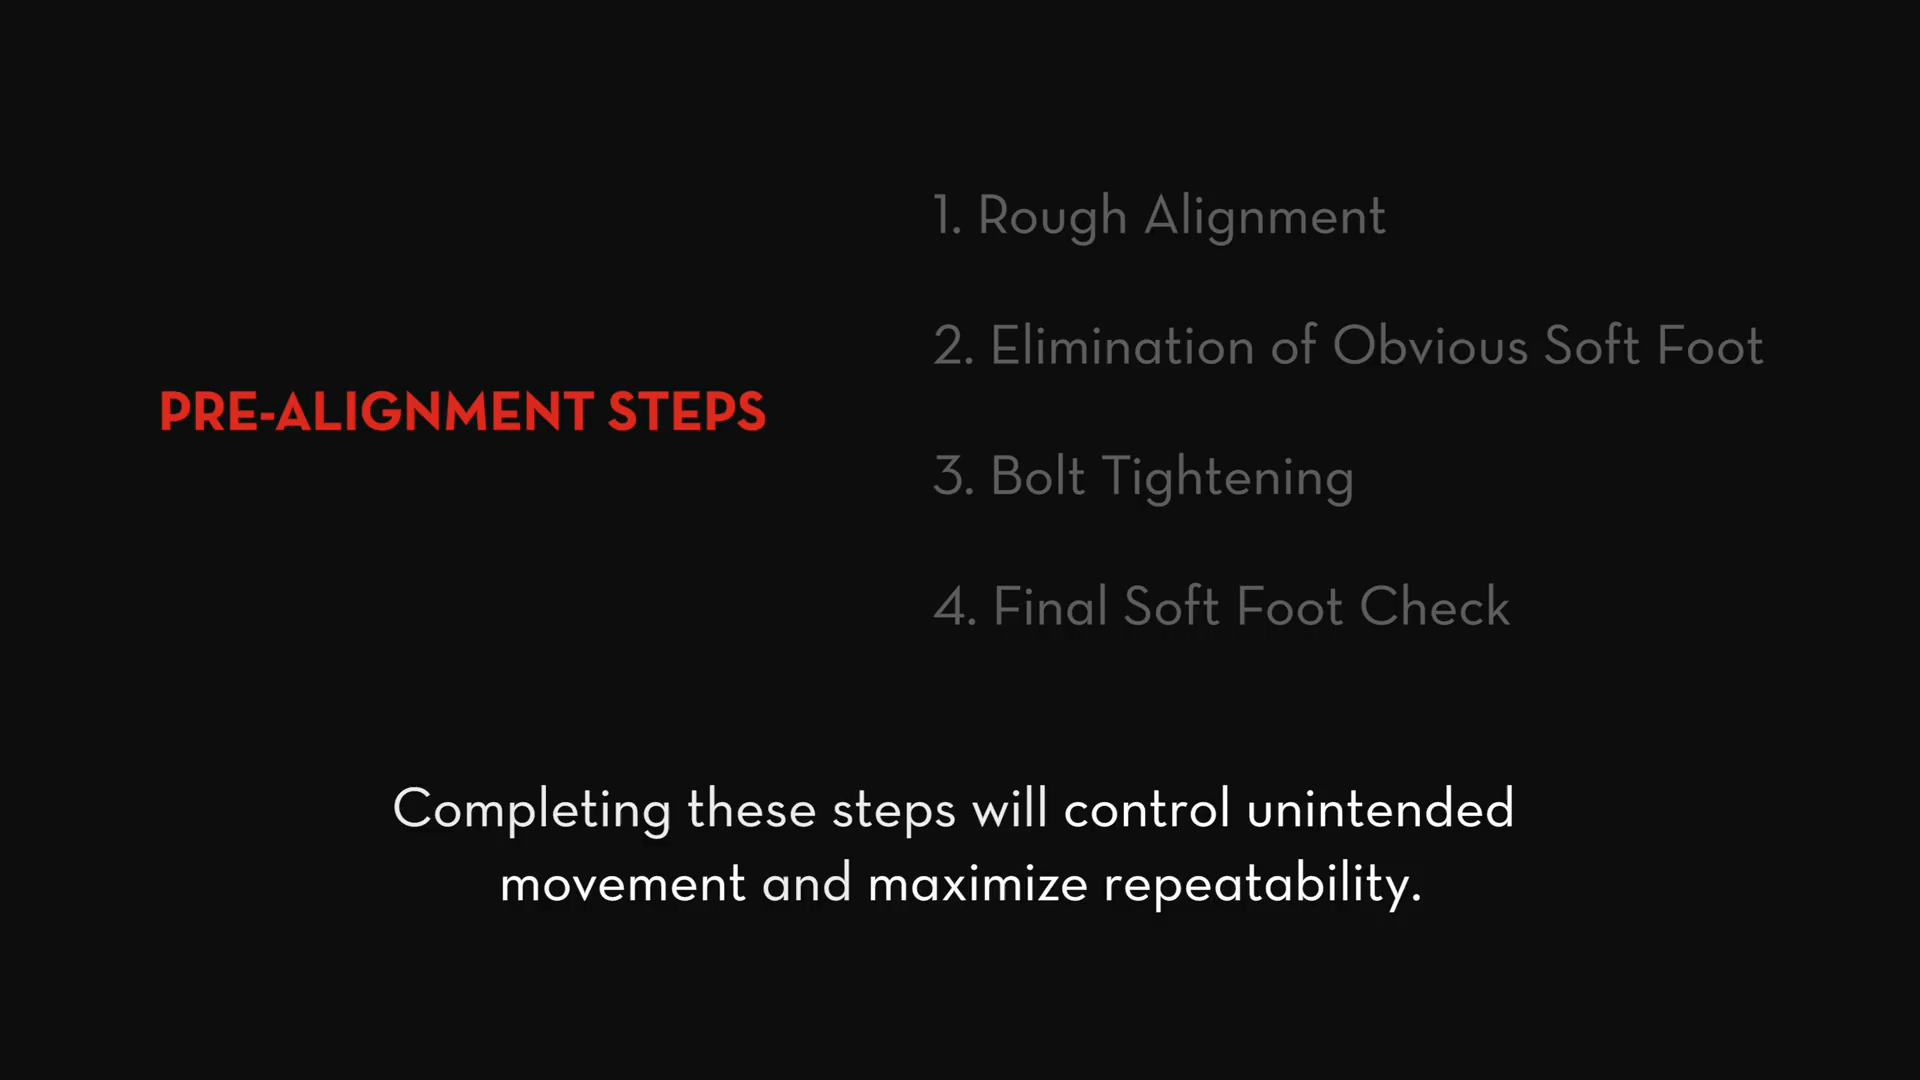 PRE-ALIGNMENT STEPS
1. Rough Alignment
2. Elimination of Obvious Soft Foot
3. Bolt Tightening
4. Final Soft Foot Check
Completing these steps will control unintended
movement and maximize repeatability.